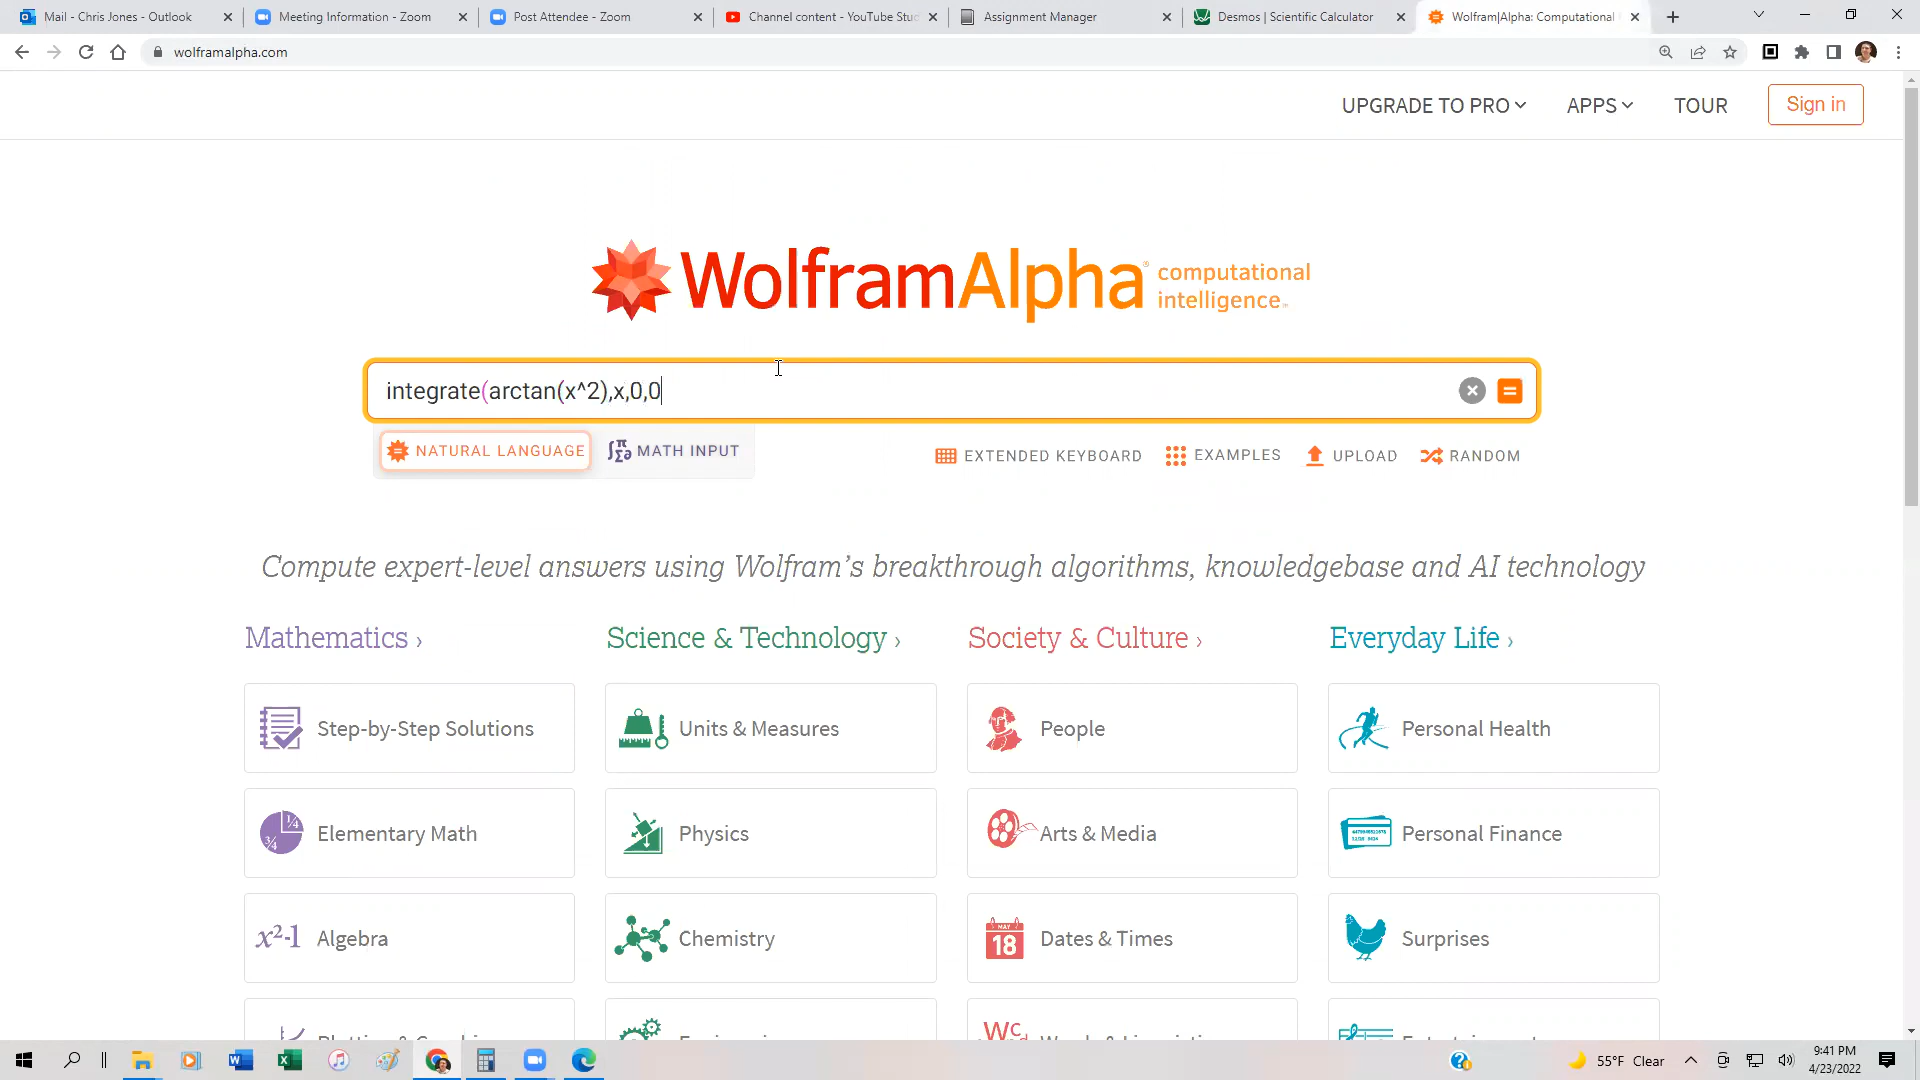 Mail - Chris Jones - Outlook
Meeting Information - Zoom
Post Attendee - Zoom
Channel content - YouTube Stu
Assignment Manager
Desmos | Scientific Calculator
Wolfram|Alpha: Computational
wolframalpha.com
UPGRADE TO PRO
APPS
TOUR
Sign in
WolframAlpha
computational
intelligence
integrate(arctan(x^2),x,0,0
NATURAL LANGUAGE
MATH INPUT
EXTENDED KEYBOARD
EXAMPLES
UPLOAD
RANDOM
Compute expert-level answers using Wolfram's breakthrough algorithms, knowledgebase and AI technology
Mathematics ›
Science & Technology ›
Society & Culture ›
Everyday Life ›
Step-by-Step Solutions
Units & Measures
People
Personal Health
Elementary Math
Physics
Arts & Media
Personal Finance
x²-1 Algebra
Chemistry
MAY
18
Dates & Times
Surprises
55°F Clear
9:41 PM
4/23/2022